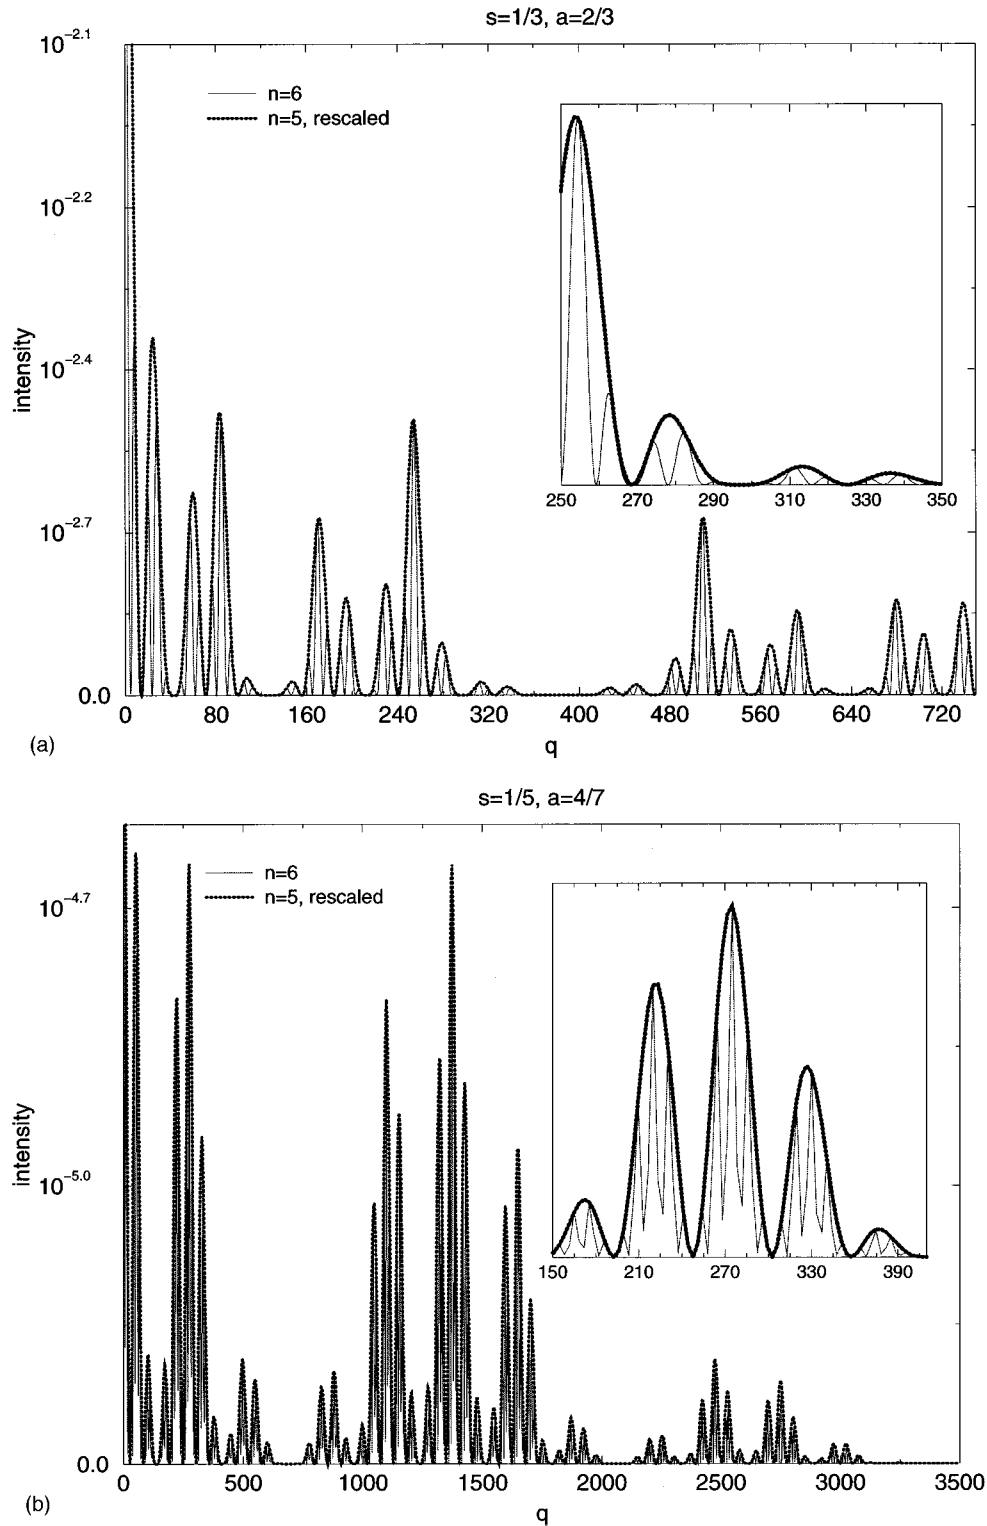 s=1/3, a=2/3
10^-2.1
10^-2.2
10^-2.4
10^-2.7
0.0
intensity
n=6
n=5, rescaled
250 270 290 310 330 350
0 80 160 240 320 400 480 560 640 720
q
(a)
s=1/5, a=4/7
10^-4.7
10^-5.0
0.0
intensity
n=6
n=5, rescaled
150 210 270 330 390
0 500 1000 1500 2000 2500 3000 3500
q
(b)